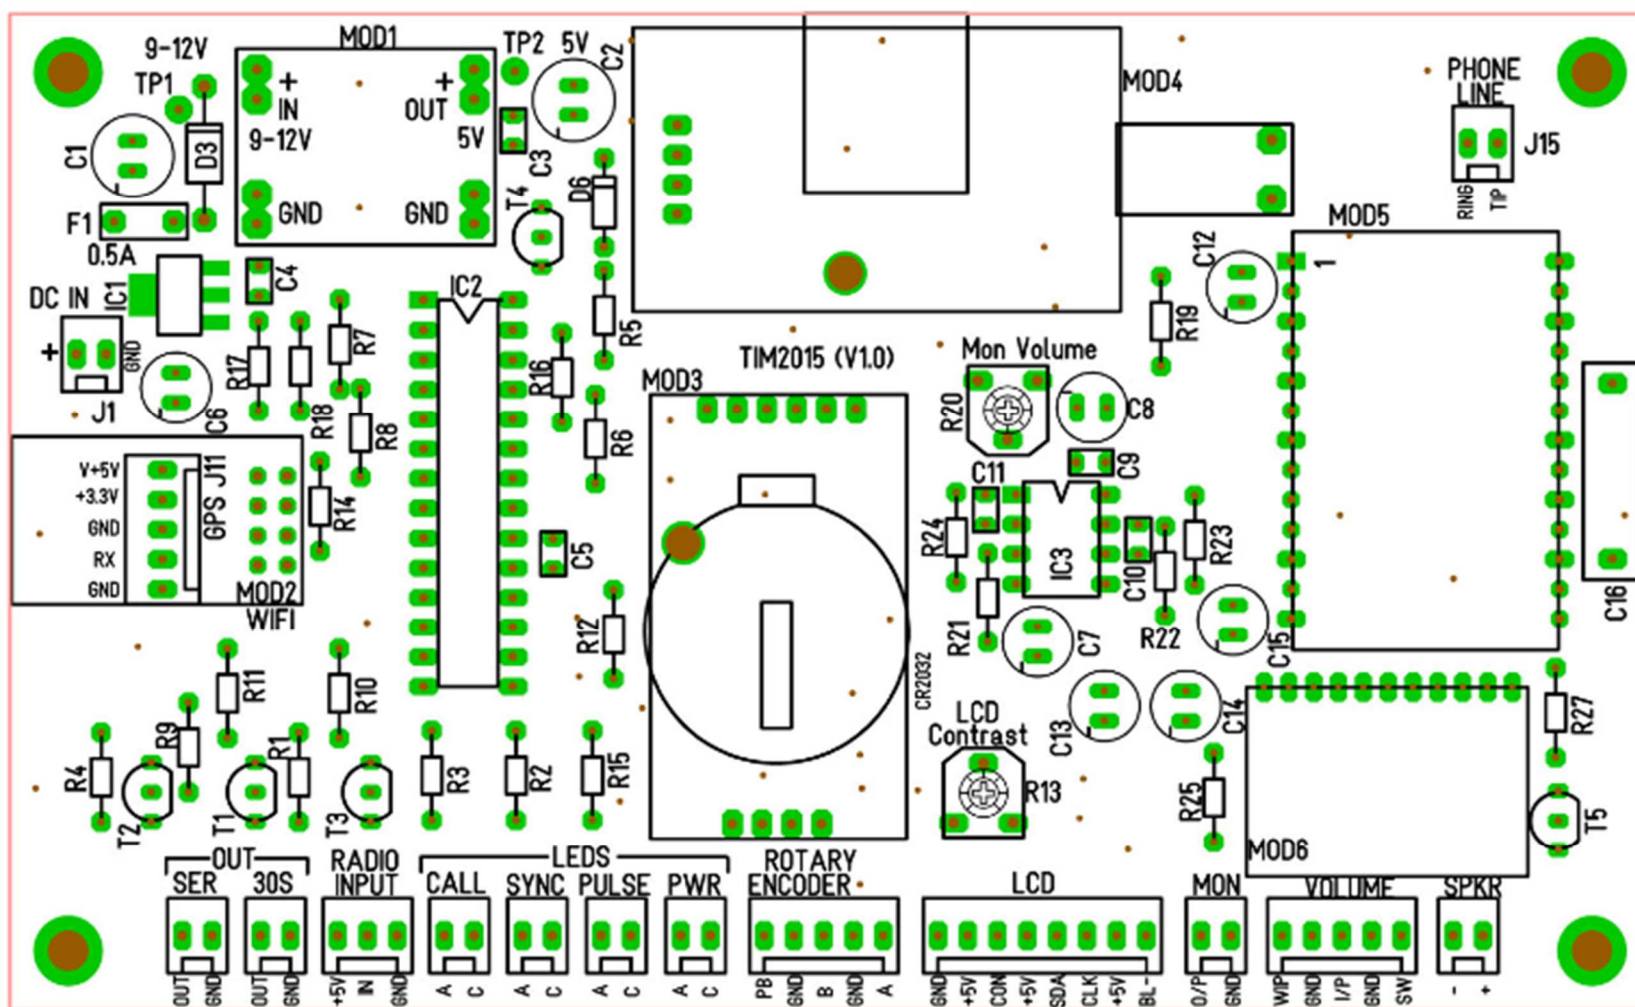 9-12V
TP1
MOD1
TP2
5V
C2
+
IN
9-12V
+
OUT
5V
GND
GND
C1
D3
C3
T4
D6
F1
0.5A
MOD4
PHONE
LINE
J15
RING
TIP
MOD5
1
C12
R19
DC IN
IC1
C4
+
GND
J1
C6
R17
R18
R7
R8
IC2
R16
R5
R6
TIM2015 (V1.0)
MOD3
Mon Volume
R20
C8
C9
C11
R24
IC3
C10
R23
R21
R22
C7
C15
C16
V+5V
+3.3V
GND
RX
GND
GPS J11
MOD2
WIFI
R14
C5
R12
CR2032
R11
R10
R9
R4
R1
T2
T1
T3
R3
R2
R15
LCD
Contrast
R13
C13
C14
R25
R27
T5
MOD6
OUT
SER
30S
RADIO
INPUT
LEDS
CALL
SYNC
PULSE
PWR
ROTARY
ENCODER
LCD
MON
VOLUME
SPKR
OUT
GND
OUT
GND
+5V
IN
GND
A
C
A
C
A
C
A
C
PB
GND
B
GND
A
GND
+5V
CON
+5V
SDA
CLK
+5V
BL-
O/P
GND
WIP
GND
I/P
GND
SW
-
+